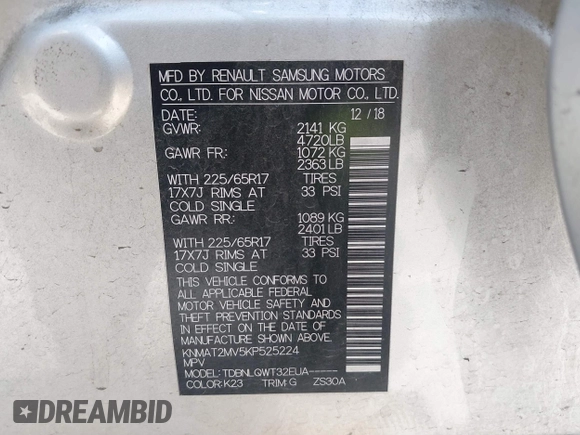 MFD BY RENAULT SAMSUNG MOTORS
CO., LTD. FOR NISSAN MOTOR CO., LTD.
DATE: 12 / 18
GVWR: 2141 KG
4720LB
GAWR FR: 1072 KG
2363 LB
WITH 225/65R17 TIRES
17X7J RIMS AT 33 PSI
COLD SINGLE
GAWR RR: 1089 KG
2401 LB
WITH 225/65R17 TIRES
17X7J RIMS AT 33 PSI
COLD SINGLE
THIS VEHICLE CONFORMS TO
ALL APPLICABLE FEDERAL
MOTOR VEHICLE SAFETY AND
THEFT PREVENTION STANDARDS
IN EFFECT ON THE DATE OF
MANUFACTURE SHOWN ABOVE.
KNMAT2MV5KP525224
MPV
MODEL: TDBNLQWT32EUA-----
COLOR: K23 TRIM: G ZS30A
EPICVIN.COM